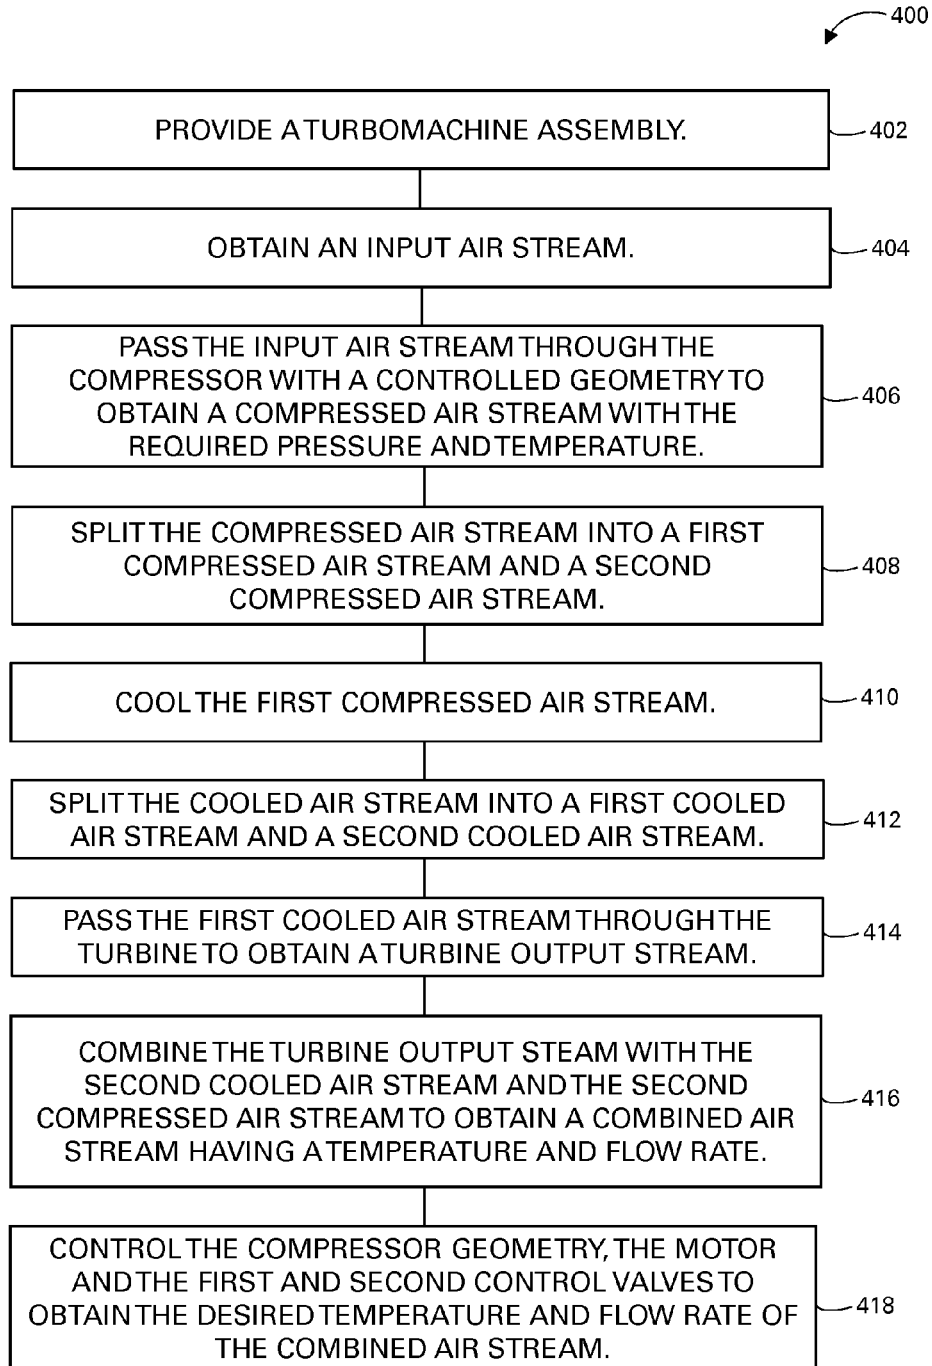 400
PROVIDE A TURBOMACHINE ASSEMBLY.
402
OBTAIN AN INPUT AIR STREAM.
404
PASS THE INPUT AIR STREAM THROUGH THE
COMPRESSOR WITH A CONTROLLED GEOMETRY TO
OBTAIN A COMPRESSED AIR STREAM WITH THE
REQUIRED PRESSURE AND TEMPERATURE.
406
SPLIT THE COMPRESSED AIR STREAM INTO A FIRST
COMPRESSED AIR STREAM AND A SECOND
COMPRESSED AIR STREAM.
408
COOL THE FIRST COMPRESSED AIR STREAM.
410
SPLIT THE COOLED AIR STREAM INTO A FIRST COOLED
AIR STREAM AND A SECOND COOLED AIR STREAM.
412
PASS THE FIRST COOLED AIR STREAM THROUGH THE
TURBINE TO OBTAIN A TURBINE OUTPUT STREAM.
414
COMBINE THE TURBINE OUTPUT STEAM WITH THE
SECOND COOLED AIR STREAM AND THE SECOND
COMPRESSED AIR STREAM TO OBTAIN A COMBINED AIR
STREAM HAVING A TEMPERATURE AND FLOW RATE.
416
CONTROL THE COMPRESSOR GEOMETRY, THE MOTOR
AND THE FIRST AND SECOND CONTROL VALVES TO
OBTAIN THE DESIRED TEMPERATURE AND FLOW RATE OF
THE COMBINED AIR STREAM.
418